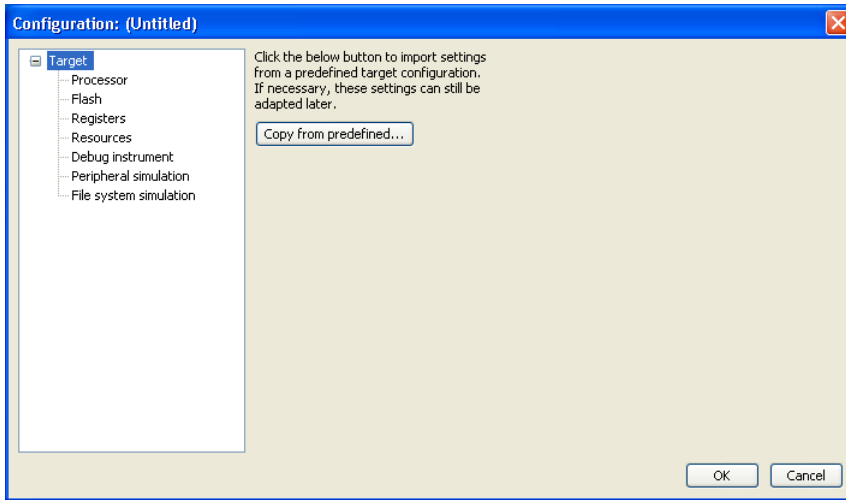 Configuration: (Untitled)
Target
Processor
Flash
Registers
Resources
Debug instrument
Peripheral simulation
File system simulation
Click the below button to import settings
from a predefined target configuration.
If necessary, these settings can still be
adapted later.
Copy from predefined...
OK
Cancel